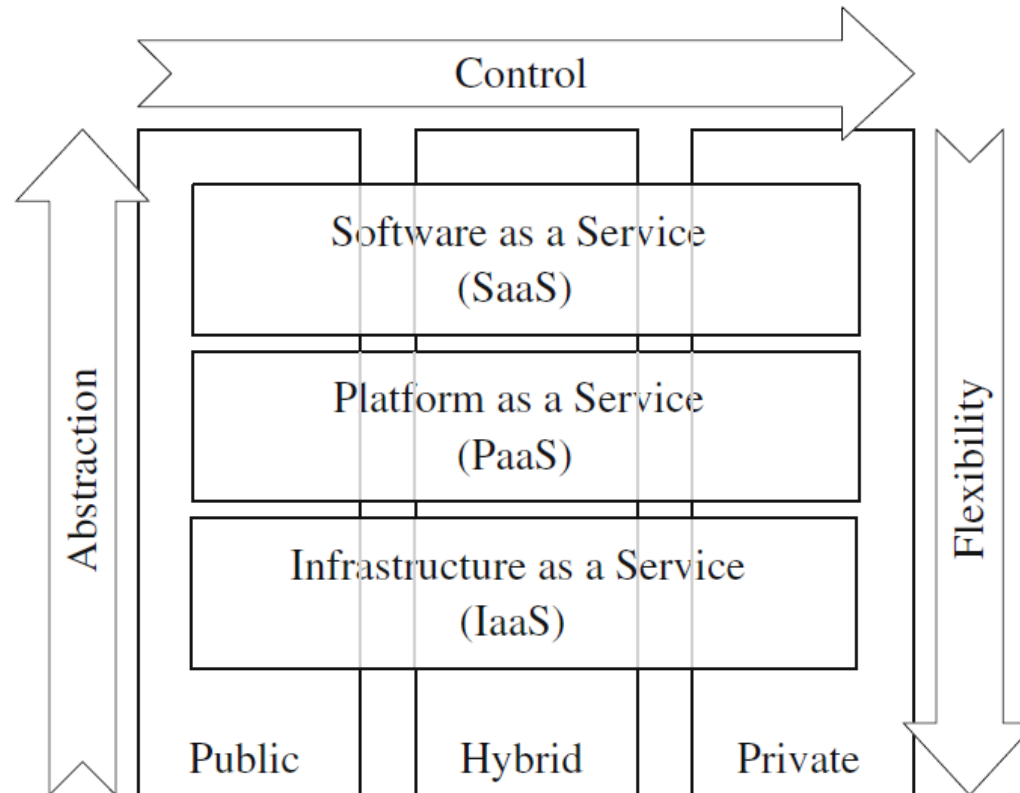 Control
Abstraction
Software as a Service
(SaaS)
Platform as a Service
(PaaS)
Infrastructure as a Service
(IaaS)
Flexibility
Public
Hybrid
Private